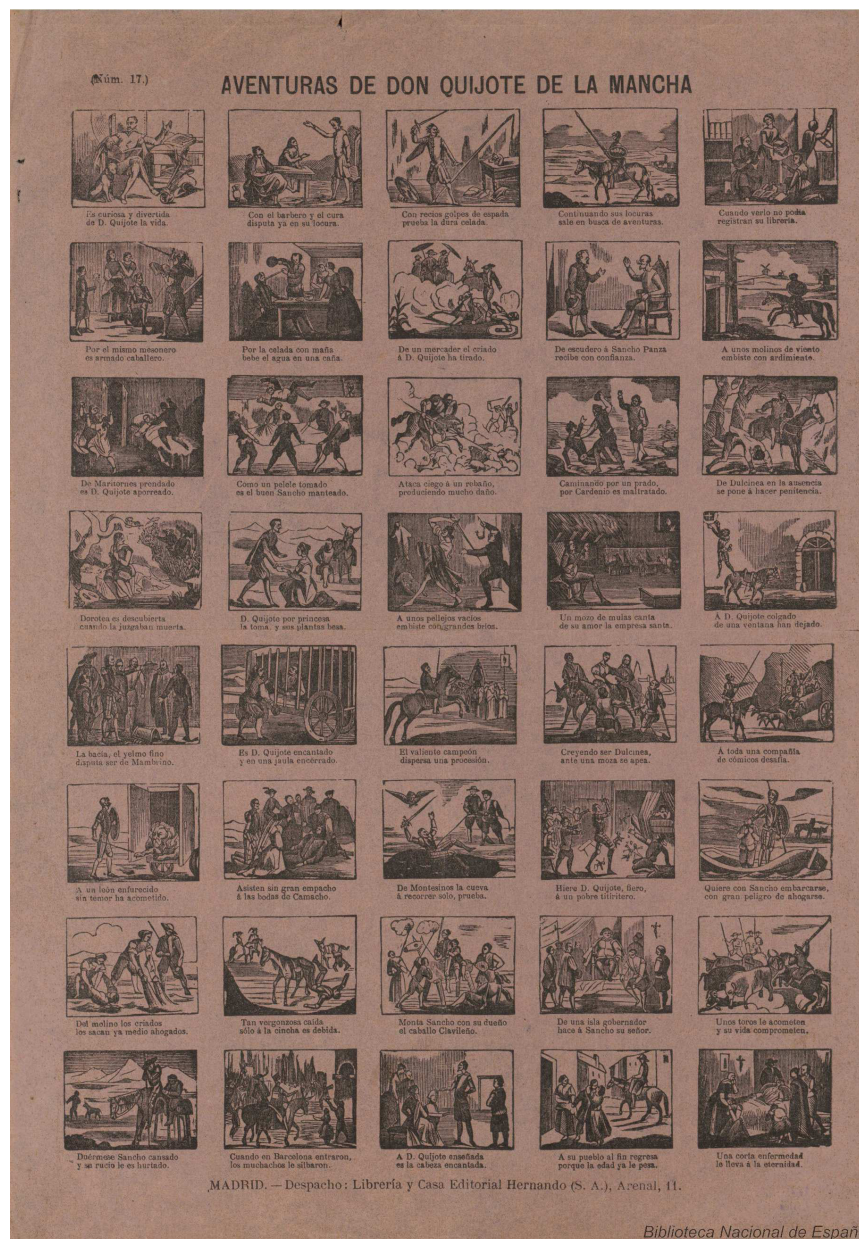 (Núm. 17.)
AVENTURAS DE DON QUIJOTE DE LA MANCHA
Es curiosa y divertida
de D. Quijote la vida.
Con el barbero y el cura
disputa ya en su locura.
Con recios golpes de espada
prueba la dura celada.
Continuando sus locuras
sale en busca de aventuras.
Cuando verlo no podía
registran su librería.
Por el mismo mesonero
es armado caballero.
Por la celada con maña
bebe el agua en una caña.
De un mercader el criado
á D. Quijote ha tirado.
De escudero á Sancho Panza
recibe con confianza.
A unos molinos de viento
embiste con ardimiento.
De Maritornes prendado
es D. Quijote aporreado.
Como un pelele tomado
es el buen Sancho manteado.
Ataca ciego á un rebaño,
produciendo mucho daño.
Caminando por un prado,
por Cardenio es maltratado.
De Dulcinea en la ausencia
se pone á hacer penitencia.
Dorotea es descubierta
cuando la juzgaban muerta.
D. Quijote por princesa
la toma, y sus plantas besa.
A unos pellejos vacíos
embiste con grandes bríos.
Un mozo de mulas canta
de su amor la empresa santa.
Á D. Quijote colgado
de una ventana han dejado.
La bacía, el yelmo fino
disputa ser de Mambrino.
Es D. Quijote encantado
y en una jaula encerrado.
El valiente campeón
dispersa una procesión.
Creyendo ser Dulcinea,
ante una moza se apea.
Á toda una compañía
de cómicos desafía.
A un león enfurecido
sin temor ha acometido.
Asisten sin gran empacho
á las bodas de Camacho.
De Montesinos la cueva
á recorrer solo, prueba.
Hiere D. Quijote, fiero,
á un pobre titiritero.
Quiere con Sancho embarcarse,
con gran peligro de ahogarse.
Del molino los criados
los sacan ya medio ahogados.
Tan vergonzosa caída
sólo á la cincha es debida.
Monta Sancho con su dueño
el caballo Clavileño.
De una isla gobernador
hace á Sancho su señor.
Unos toros le acometen
y su vida comprometen.
Duérmese Sancho cansado
y su rucio le es hurtado.
Cuando en Barcelona entraron,
los muchachos le silbaron.
A D. Quijote enseñada
es la cabeza encantada.
A su pueblo al fin regresa
porque la edad ya le pesa.
Una corta enfermedad
le lleva á la eternidad.
MADRID. — Despacho: Librería y Casa Editorial Hernando (S. A.), Arenal, 11.
Biblioteca Nacional de Españ